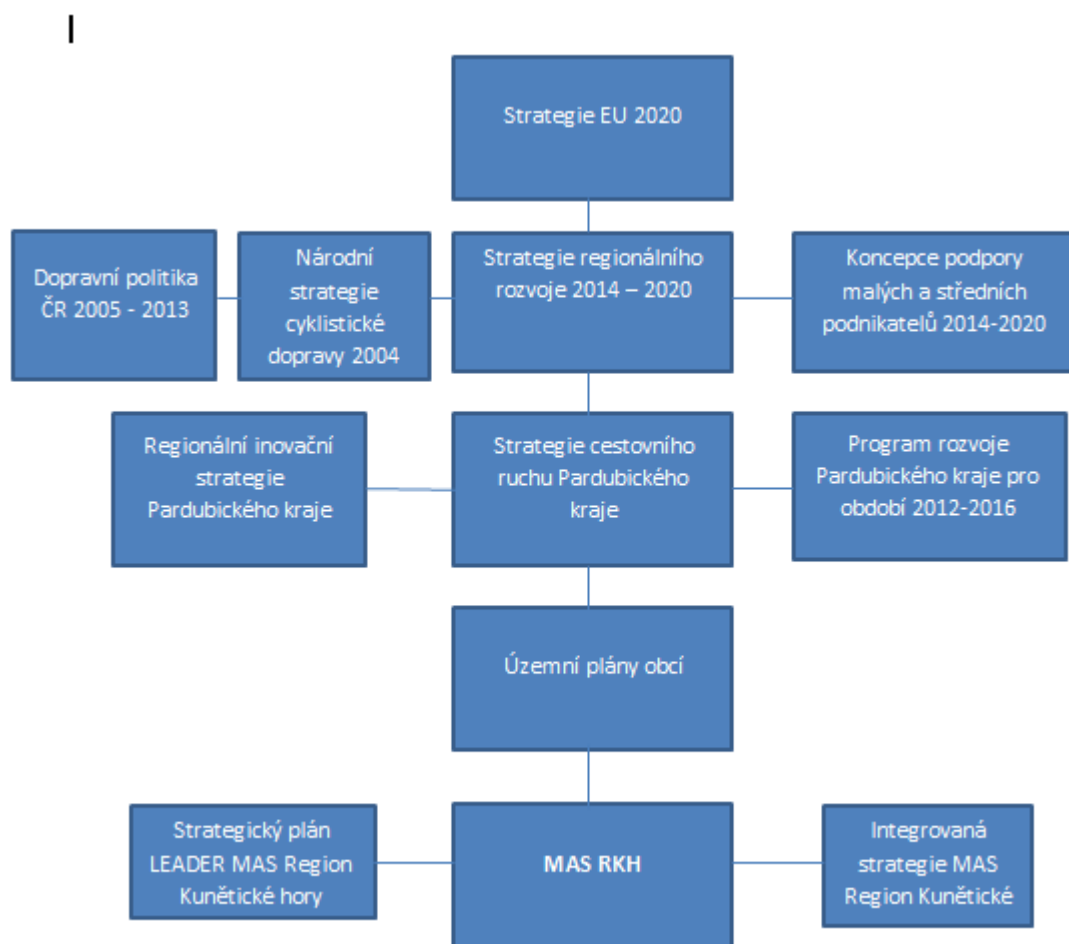 I
Strategie EU 2020
Dopravní politika
ČR 2005 - 2013
Národní
strategie
cyklistické
dopravy 2004
Strategie regionálního
rozvoje 2014 – 2020
Koncepce podpory
malých a středních
podnikatelů 2014-2020
Regionální inovační
strategie
Pardubického kraje
Strategie cestovního
ruchu Pardubického
kraje
Program rozvoje
Pardubického kraje pro
období 2012-2016
Územní plány obcí
Strategický plán
LEADER MAS Region
Kunětické hory
MAS RKH
Integrovaná
strategie MAS
Region Kunětické